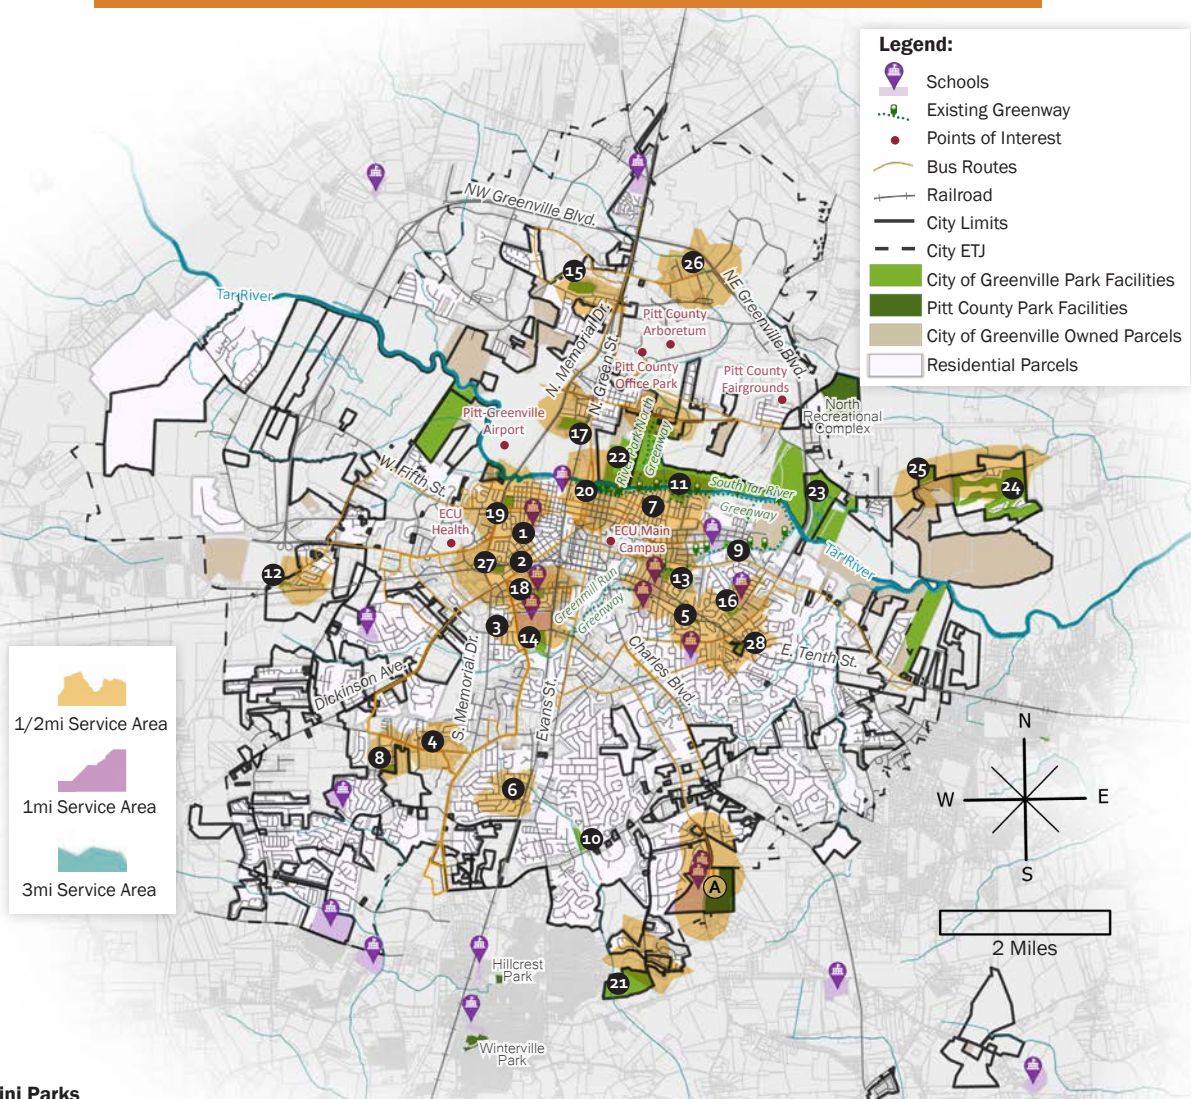 Legend:
Schools
Existing Greenway
Points of Interest
Bus Routes
Railroad
City Limits
City ETJ
City of Greenville Park Facilities
Pitt County Park Facilities
City of Greenville Owned Parcels
Residential Parcels
NW Greenville Blvd.
15
26
NE Greenville Blvd.
Tar River
N. Memorial Dr.
N. Green St.
Pitt County
Arboretum
Pitt County
Office Park
Pitt County
Fairgrounds
North
Recreational
Complex
Pitt-Greenville
Airport
17
22
River Park North
Greenway
W. Fifth St.
25
24
23
20
11
South Tar River
Greenway
19
7
ECU
Health
1
ECU Main
Campus
9
Tar River
12
27
2
18
13
Greenmill Run
Greenway
16
5
3
14
28
E. Tenth St.
Charles Blvd.
Dickinson Ave.
S. Memorial Dr.
Evans St.
4
8
6
10
A
21
Hillcrest
Park
Winterville
Park
1/2mi Service Area
1mi Service Area
3mi Service Area
N
W
E
S
2 Miles
ini Parks